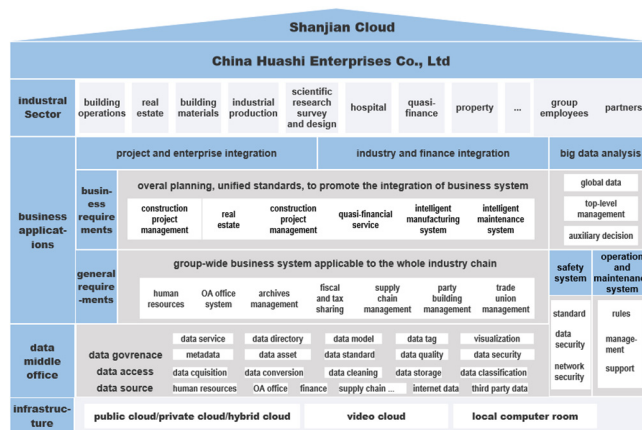 Shanjian Cloud
China Huashi Enterprises Co., Ltd
industral
Sector
building
operations
real
estate
building
materials
industrial
production
scientific
research
survey
and design
hospital
quasi-
finance
property
...
group
employees
partners
business
applicat-
ions
project and enterprise integration
industry and finance integration
big data analysis
busin-
ess
require
ments
overal planning, unified standards, to promote the integration of business system
construction
project
management
real
estate
construction
project
management
quasi-financial
service
intelligent
manufacturing
system
intelligent
maintenance
system
global data
top-level
management
auxiliary decision
general
require
-ments
group-wide business system applicable to the whole industry chain
human
resources
OA office
system
archives
management
fiscal
and tax
sharing
supply
chain
management
party
building
management
trade
union
management
safety
system
operation
and
maintenance
system
standard
data
security
network
security
rules
manage-
ment
support
data
middle
office
data service
data directory
data model
data tag
visualization
data govrenace
metadata
data asset
data standard
data quality
data security
data access
data cquisition
data conversion
data cleaning
data storage
data classification
data source
human resources
OA office
finance
supply chain ...
internet data
third party data
infrastruc-
ture
public cloud/private cloud/hybrid cloud
video cloud
local computer room